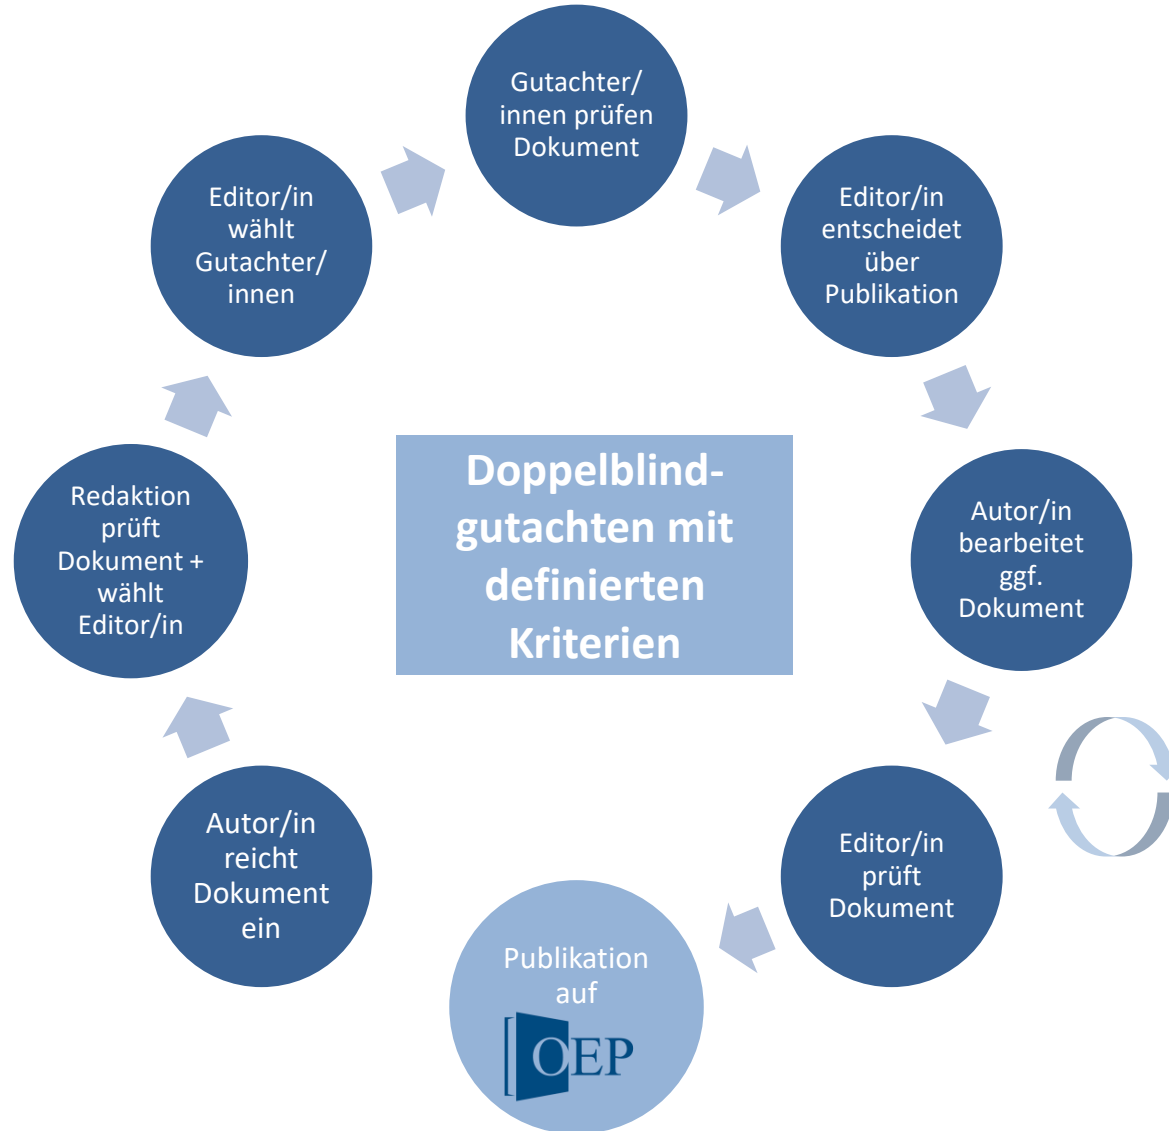 Gutachter/
innen prüfen
Dokument
Editor/in
wählt
Gutachter/
innen
Editor/in
entscheidet
über
Publikation
Redaktion
prüft
Dokument +
wählt
Editor/in
Doppelblind-
gutachten mit
definierten
Kriterien
Autor/in
bearbeitet
ggf.
Dokument
Autor/in
reicht
Dokument
ein
Editor/in
prüft
Dokument
Publikation
auf
OEP